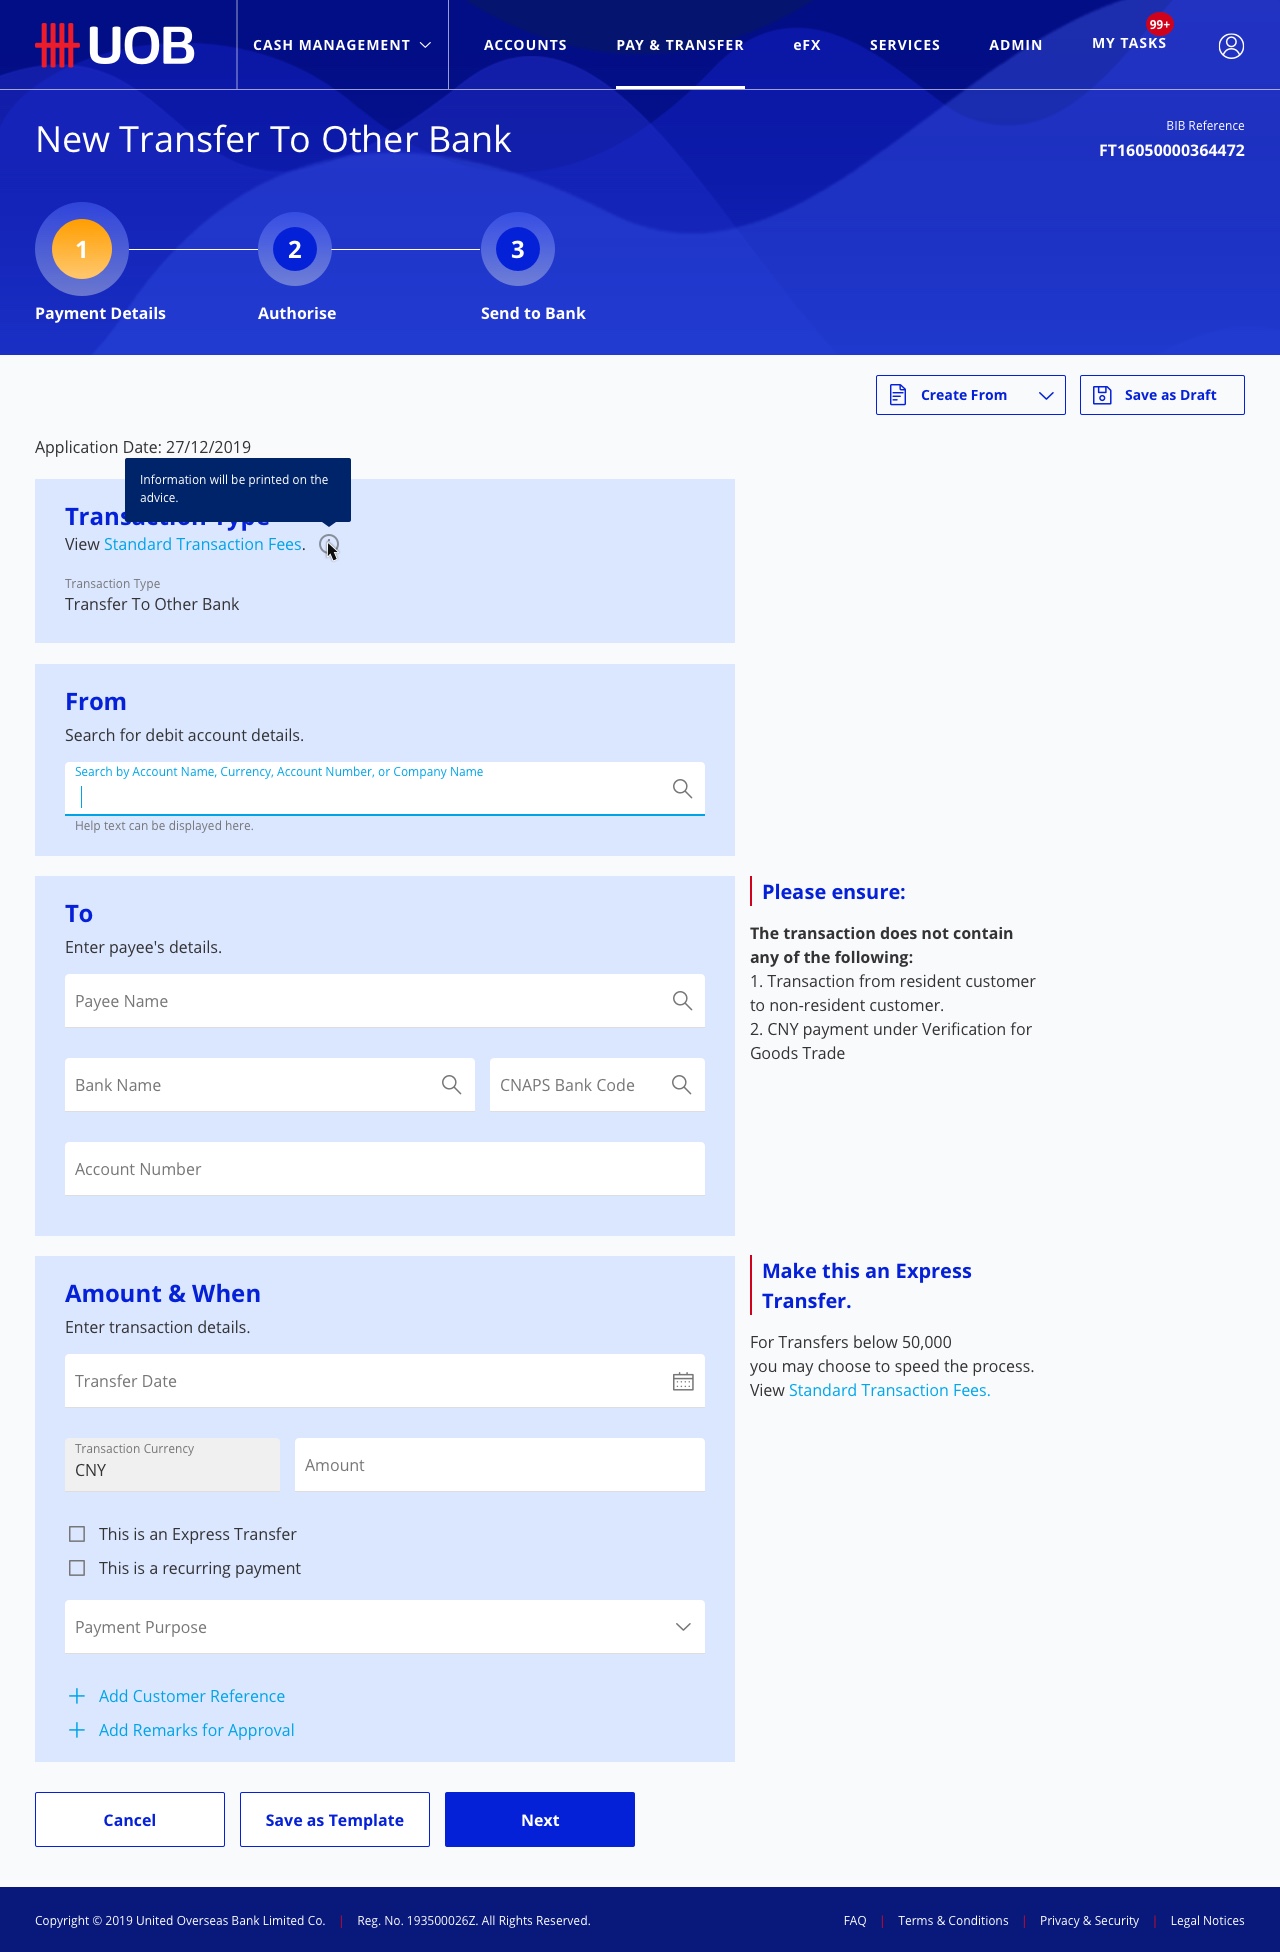 UOB
CASH MANAGEMENT
ACCOUNTS
PAY & TRANSFER
eFX
SERVICES
ADMIN
MY TASKS
99+
New Transfer To Other Bank
BIB Reference
FT16050000364472
1
2
3
Payment Details
Authorise
Send to Bank
Create From
Save as Draft
Application Date: 27/12/2019
Information will be printed on the
advice.
Transaction Type
View Standard Transaction Fees.
Transaction Type
Transfer To Other Bank
From
Search for debit account details.
Search by Account Name, Currency, Account Number, or Company Name
Help text can be displayed here.
To
Enter payee's details.
Payee Name
Bank Name
CNAPS Bank Code
Account Number
Please ensure:
The transaction does not contain
any of the following:
1. Transaction from resident customer
to non-resident customer.
2. CNY payment under Verification for
Goods Trade
Amount & When
Enter transaction details.
Transfer Date
Transaction Currency
CNY
Amount
This is an Express Transfer
This is a recurring payment
Payment Purpose
Add Customer Reference
Add Remarks for Approval
Make this an Express
Transfer.
For Transfers below 50,000
you may choose to speed the process.
View Standard Transaction Fees.
Cancel
Save as Template
Next
Copyright © 2019 United Overseas Bank Limited Co. | Reg. No. 193500026Z. All Rights Reserved.
FAQ | Terms & Conditions | Privacy & Security | Legal Notices